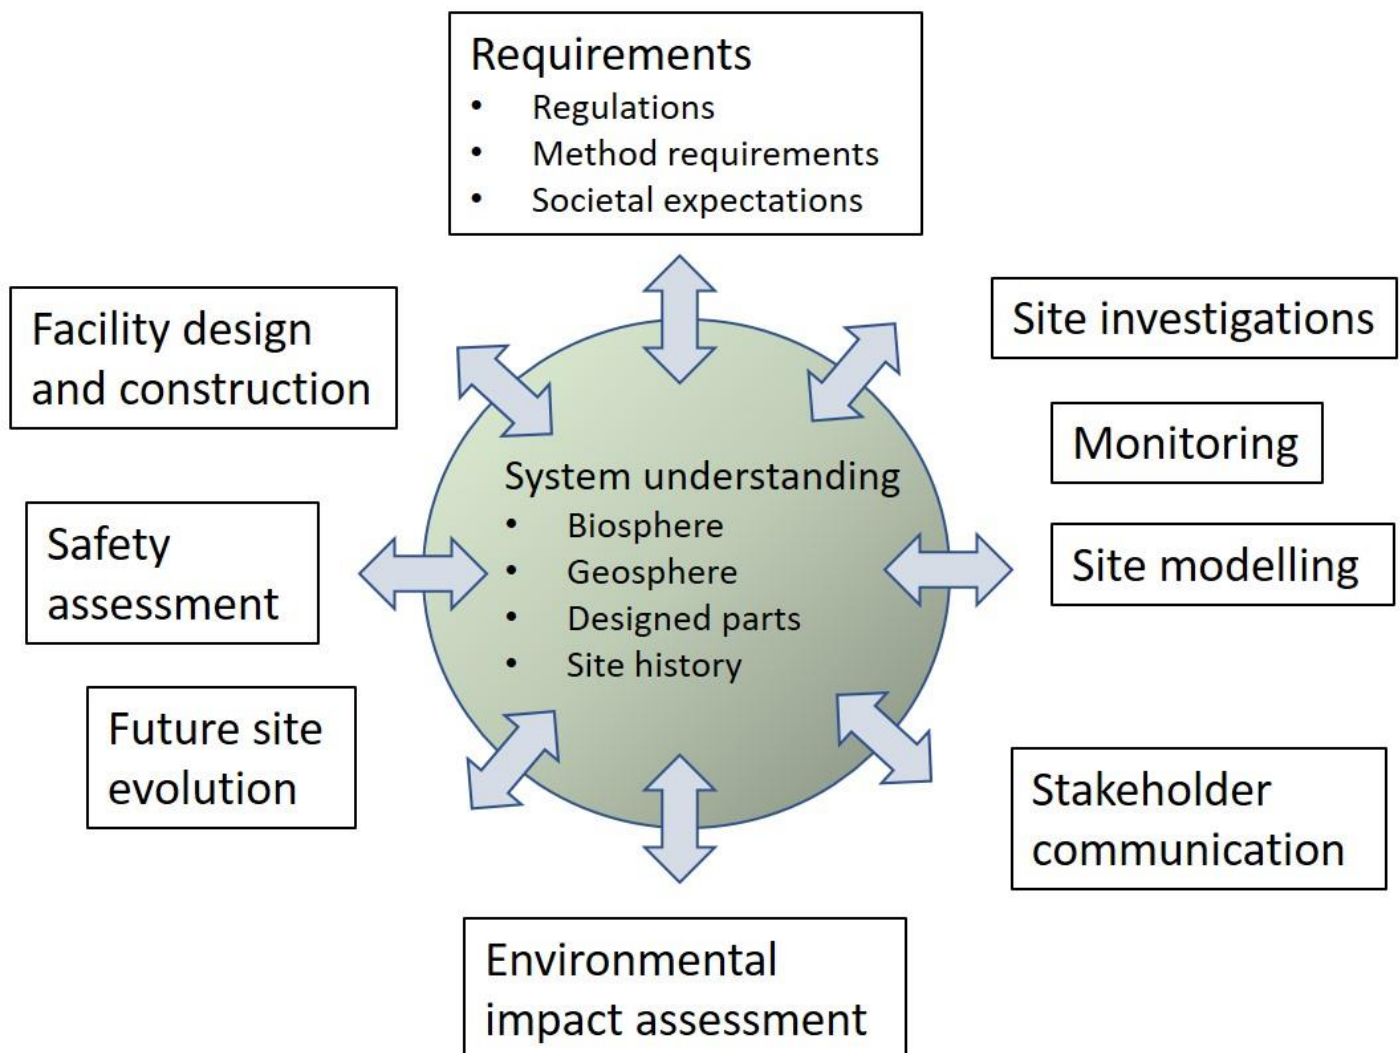 Requirements
• Regulations
• Method requirements
• Societal expectations
Facility design
and construction
Site investigations
Monitoring
System understanding
• Biosphere
• Geosphere
• Designed parts
• Site history
Safety
assessment
Site modelling
Future site
evolution
Stakeholder
communication
Environmental
impact assessment